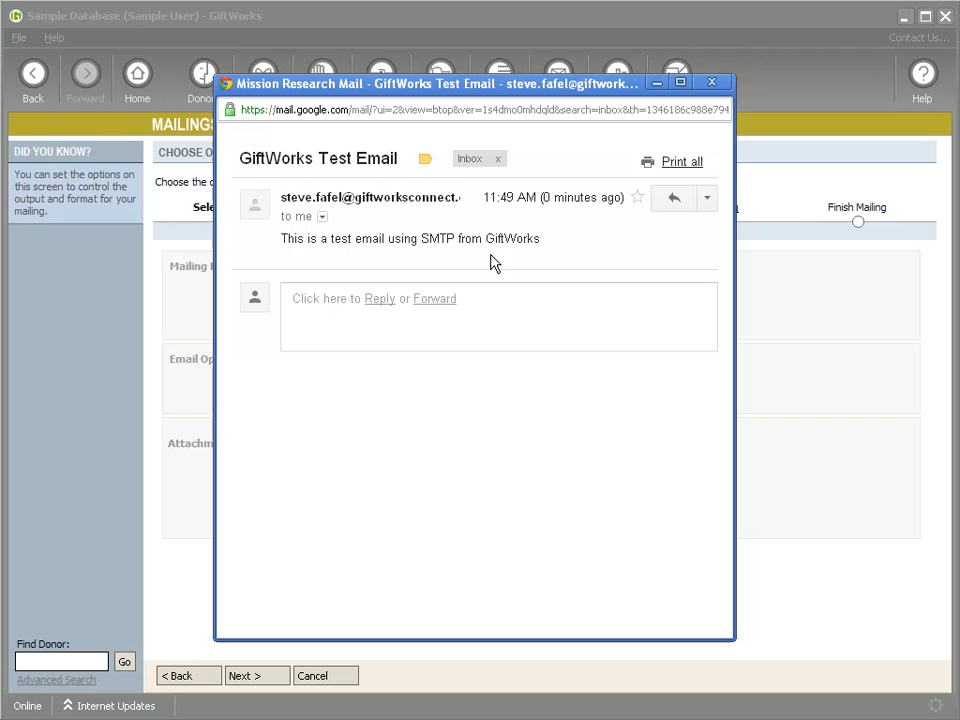 Sample Database (Sample User) - GiftWorks
File Help
Contact Us...
Back Forward Home Help
Mission Research Mail - GiftWorks Test Email - steve.fafel@giftwork...
https://mail.google.com/mail/?ui=2&view=btop&ver=1s4dmo0mhdqld&search=inbox&th=1346186c988e794
MAILINGS
DID YOU KNOW?
You can set the options on
this screen to control the
output and format for your
mailing.
CHOOSE O
Choose the
Sele
Finish Mailing
GiftWorks Test Email
Inbox x
Print all
steve.fafel@giftworksconnect. 11:49 AM (0 minutes ago)
to me
This is a test email using SMTP from GiftWorks
Click here to Reply or Forward
Mailing
Email Op
Attachm
Find Donor:
Go
Advanced Search
< Back Next > Cancel
Online Internet Updates